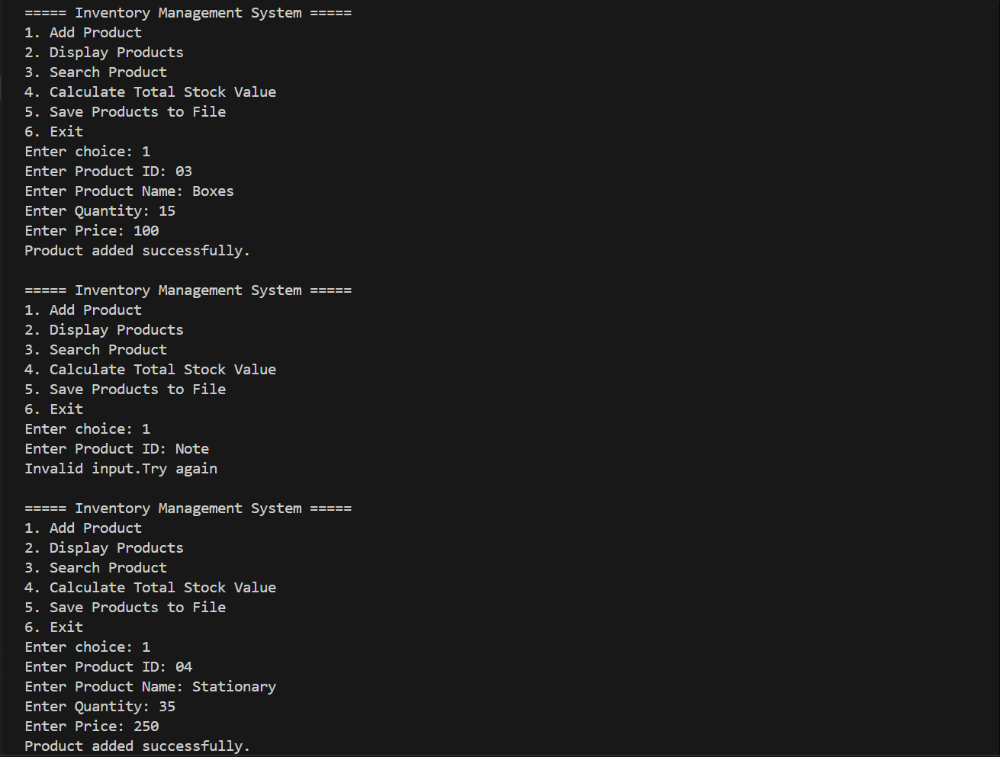 ===== Inventory Management System =====
1. Add Product
2. Display Products
3. Search Product
4. Calculate Total Stock Value
5. Save Products to File
6. Exit
Enter choice: 1
Enter Product ID: 03
Enter Product Name: Boxes
Enter Quantity: 15
Enter Price: 100
Product added successfully.

===== Inventory Management System =====
1. Add Product
2. Display Products
3. Search Product
4. Calculate Total Stock Value
5. Save Products to File
6. Exit
Enter choice: 1
Enter Product ID: Note
Invalid input.Try again

===== Inventory Management System =====
1. Add Product
2. Display Products
3. Search Product
4. Calculate Total Stock Value
5. Save Products to File
6. Exit
Enter choice: 1
Enter Product ID: 04
Enter Product Name: Stationary
Enter Quantity: 35
Enter Price: 250
Product added successfully.